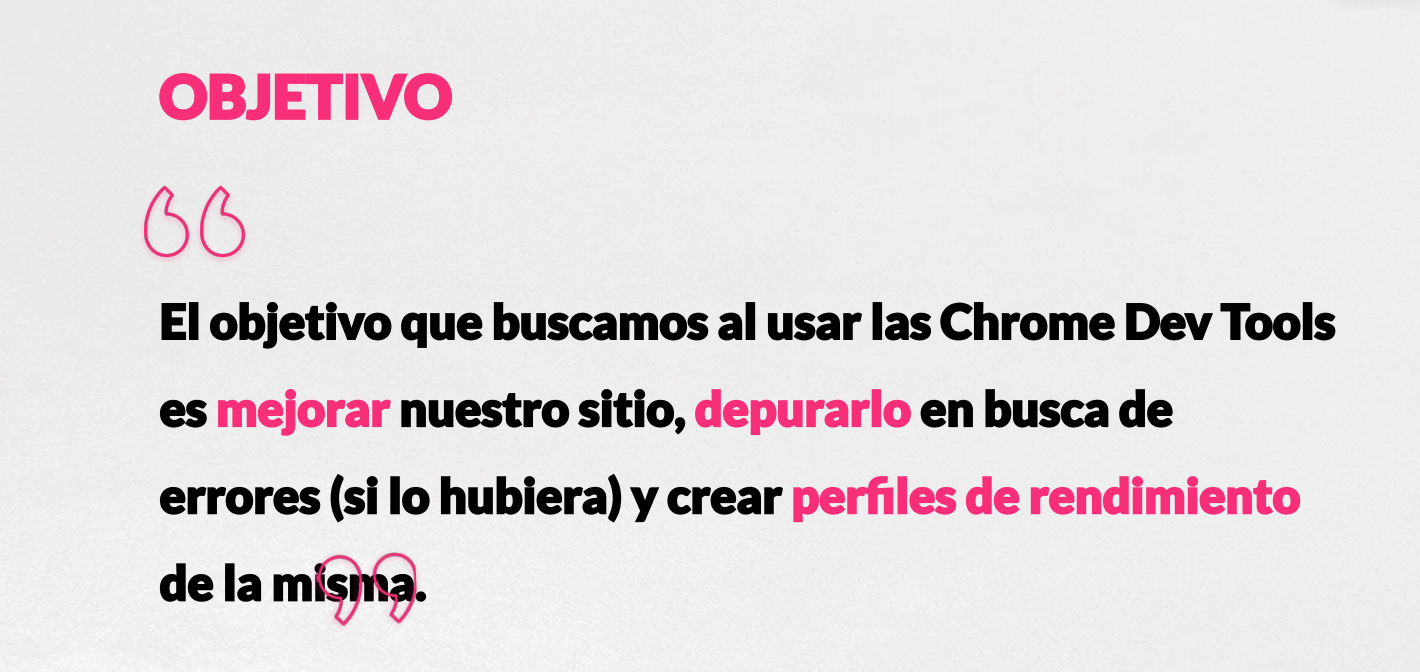 OBJETIVO
“
El objetivo que buscamos al usar las Chrome Dev Tools
es mejorar nuestro sitio, depurarlo en busca de
errores (si lo hubiera) y crear perfiles de rendimiento
de la misma.
”